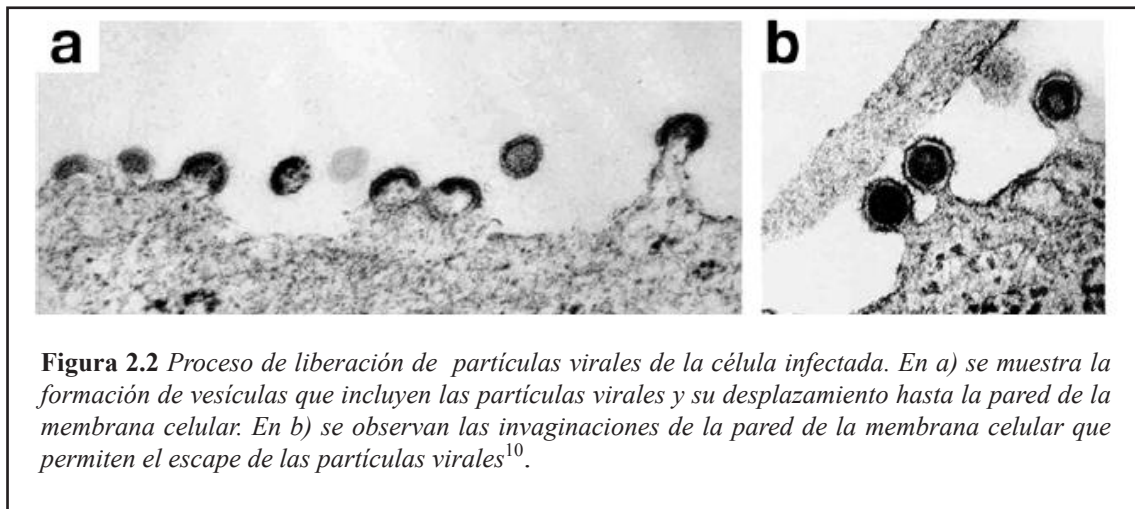 a
b
Figura 2.2 Proceso de liberación de partículas virales de la célula infectada. En a) se muestra la
formación de vesículas que incluyen las partículas virales y su desplazamiento hasta la pared de la
membrana celular. En b) se observan las invaginaciones de la pared de la membrana celular que
permiten el escape de las partículas virales¹⁰.